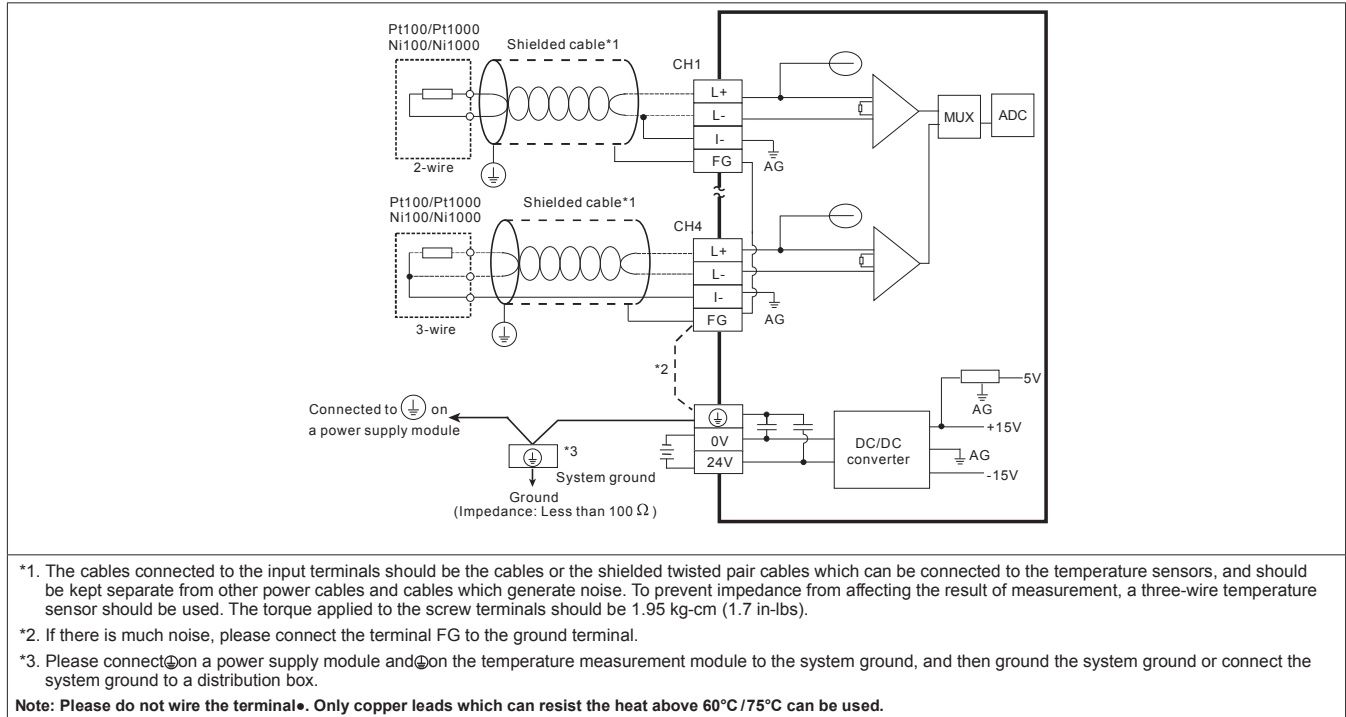 Pt100/Pt1000
Ni100/Ni1000
Shielded cable*1
CH1
L+
L-
I-
FG
AG
MUX
ADC
2-wire
Pt100/Pt1000
Ni100/Ni1000
Shielded cable*1
CH4
L+
L-
I-
FG
AG
3-wire
*2
5V
AG
+15V
AG
-15V
DC/DC
converter
0V
24V
Connected to ⏚ on
a power supply module
*3
System ground
Ground
(Impedance: Less than 100 Ω )
*1. The cables connected to the input terminals should be the cables or the shielded twisted pair cables which can be connected to the temperature sensors, and should
be kept separate from other power cables and cables which generate noise. To prevent impedance from affecting the result of measurement, a three-wire temperature
sensor should be used. The torque applied to the screw terminals should be 1.95 kg-cm (1.7 in-lbs).
*2. If there is much noise, please connect the terminal FG to the ground terminal.
*3. Please connect⏚on a power supply module and⏚on the temperature measurement module to the system ground, and then ground the system ground or connect the
system ground to a distribution box.
Note: Please do not wire the terminal●. Only copper leads which can resist the heat above 60°C /75°C can be used.